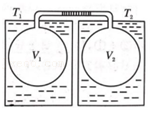 T₁ T₂
V₁ V₂